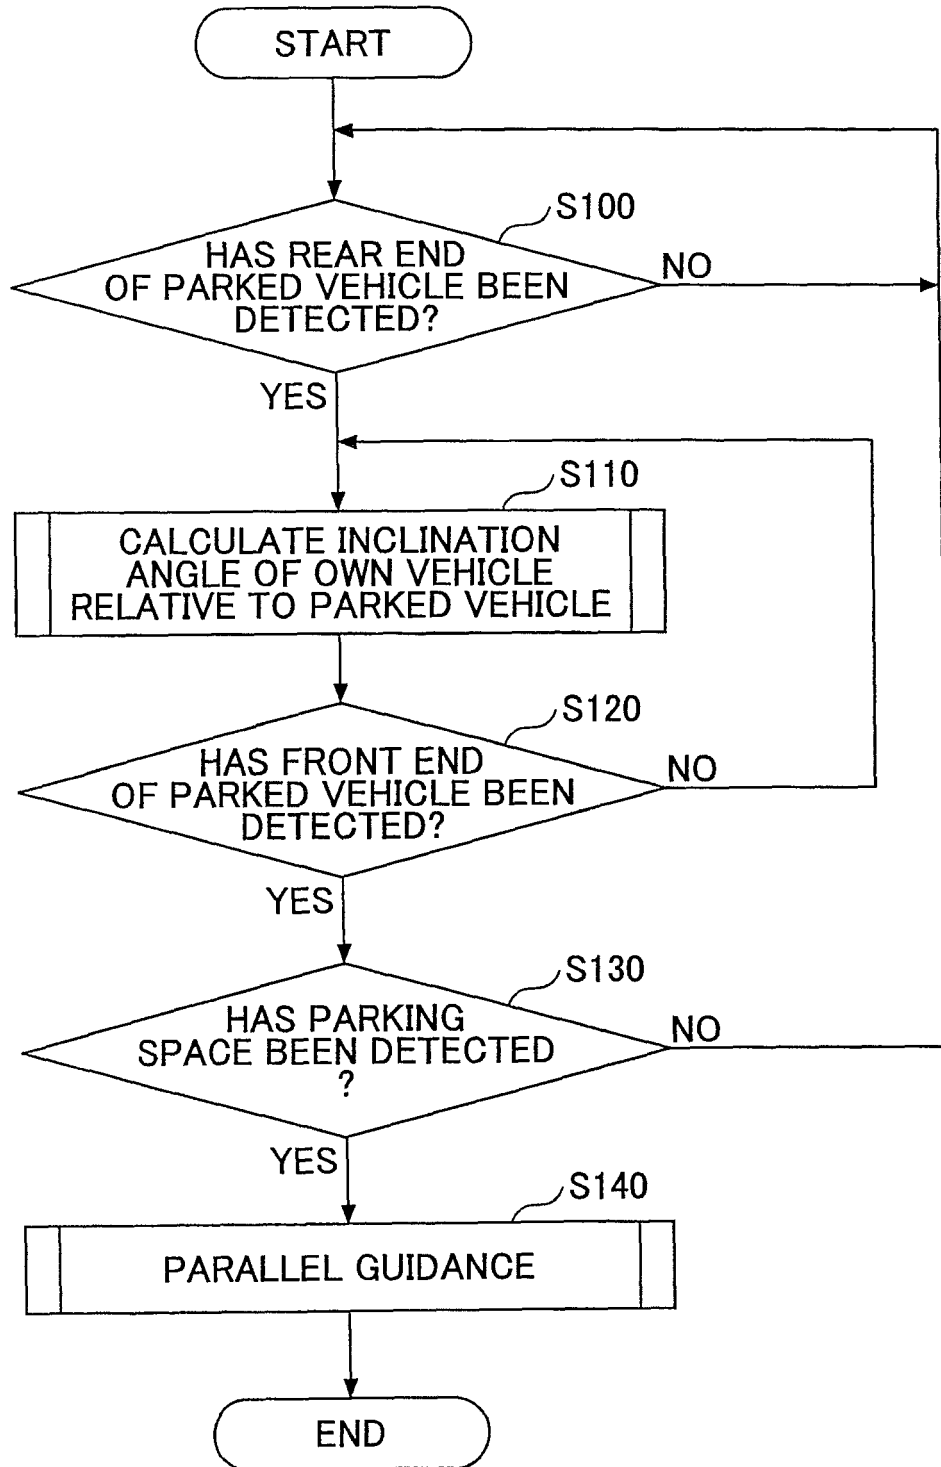 START
S100
HAS REAR END
OF PARKED VEHICLE BEEN
DETECTED?
NO
YES
S110
CALCULATE INCLINATION
ANGLE OF OWN VEHICLE
RELATIVE TO PARKED VEHICLE
S120
HAS FRONT END
OF PARKED VEHICLE BEEN
DETECTED?
NO
YES
S130
HAS PARKING
SPACE BEEN DETECTED
?
NO
YES
S140
PARALLEL GUIDANCE
END